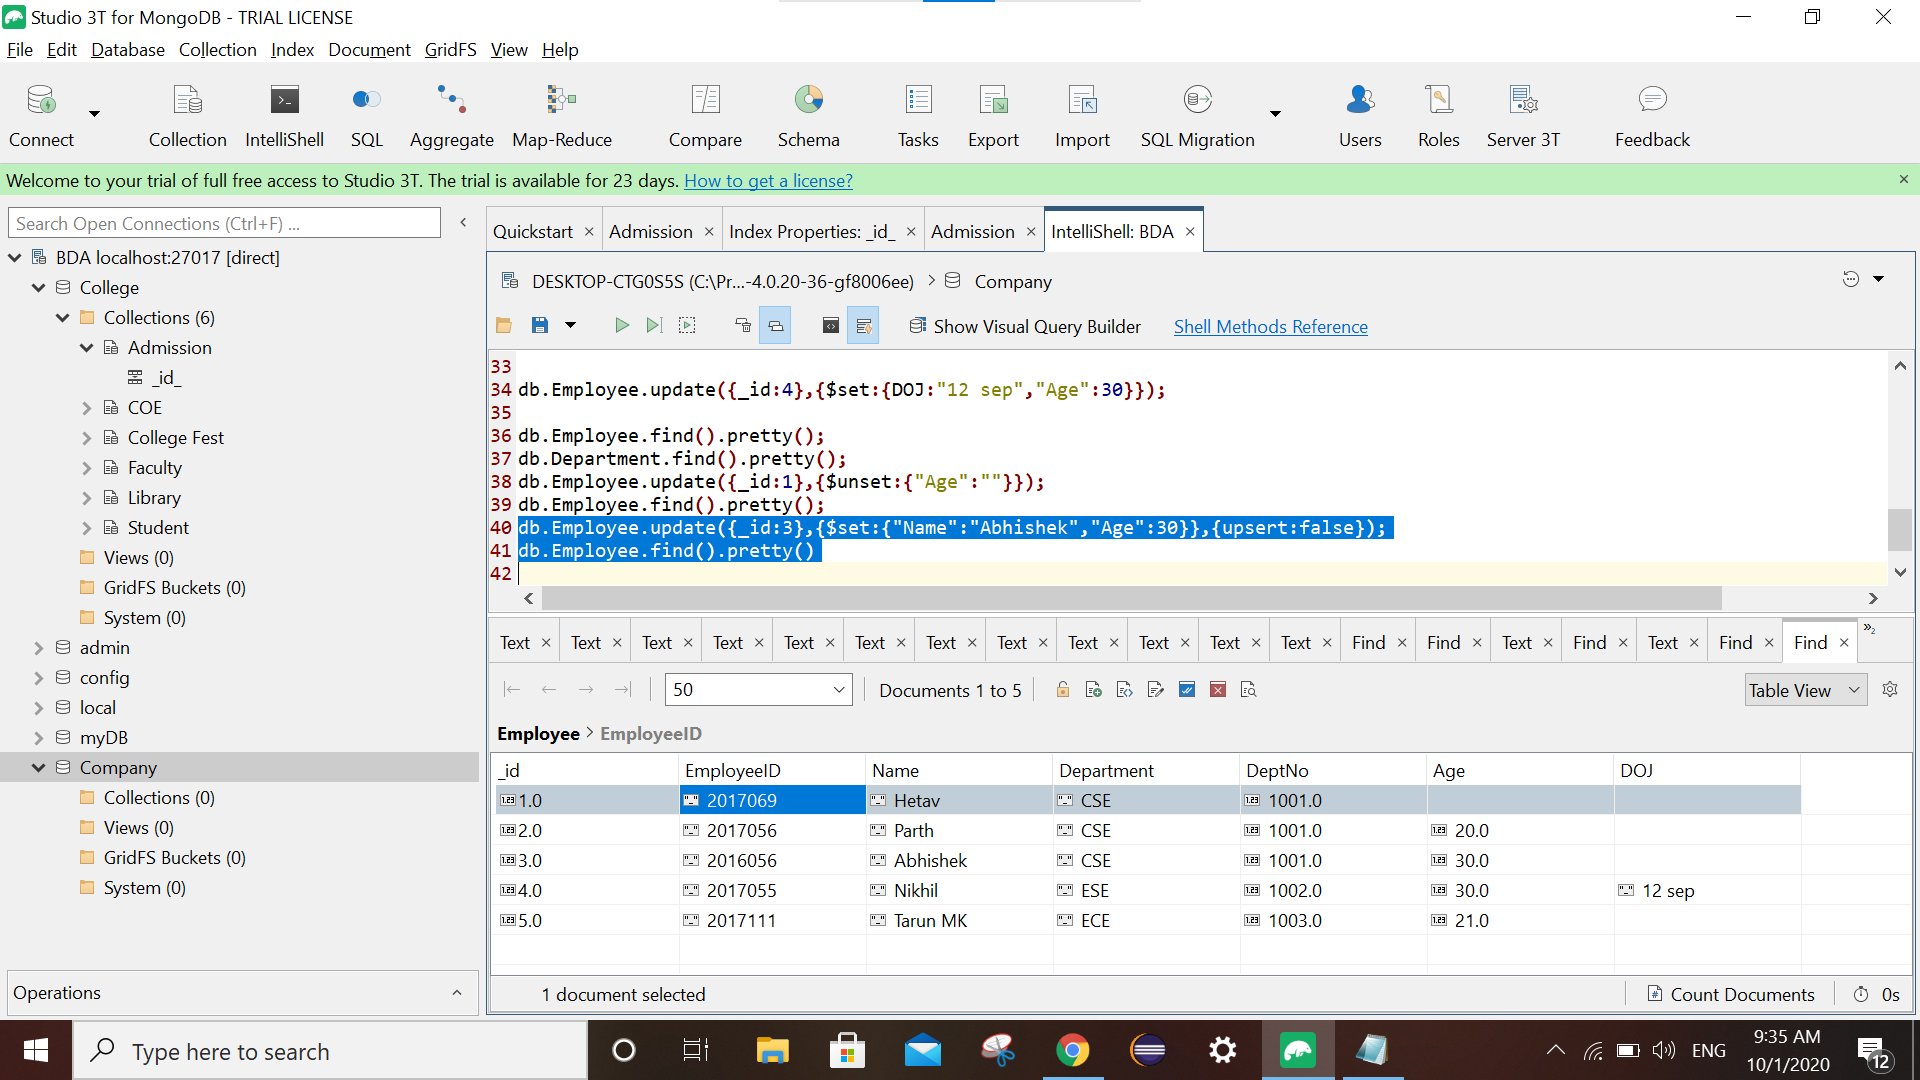 Studio 3T for MongoDB - TRIAL LICENSE
File Edit Database Collection Index Document GridFS View Help
Connect Collection IntelliShell SQL Aggregate Map-Reduce Compare Schema Tasks Export Import SQL Migration Users Roles Server 3T Feedback
Welcome to your trial of full free access to Studio 3T. The trial is available for 23 days. How to get a license?
Search Open Connections (Ctrl+F) ...
BDA localhost:27017 [direct]
College
Collections (6)
Admission
_id_
COE
College Fest
Faculty
Library
Student
Views (0)
GridFS Buckets (0)
System (0)
admin
config
local
myDB
Company
Collections (0)
Views (0)
GridFS Buckets (0)
System (0)
Operations
Quickstart Admission Index Properties: _id_ Admission IntelliShell: BDA
DESKTOP-CTG0S5S (C:\Pr...-4.0.20-36-gf8006ee) Company
Show Visual Query Builder Shell Methods Reference
33
34 db.Employee.update({_id:4},{$set:{DOJ:"12 sep","Age":30}});
35
36 db.Employee.find().pretty();
37 db.Department.find().pretty();
38 db.Employee.update({_id:1},{$unset:{"Age":""}});
39 db.Employee.find().pretty();
40 db.Employee.update({_id:3},{$set:{"Name":"Abhishek","Age":30}},{upsert:false});
41 db.Employee.find().pretty()
42
Text Text Text Text Text Text Text Text Text Text Text Text Find Find Text Find Text Find Find »2
50 Documents 1 to 5 Table View
Employee > EmployeeID
_id EmployeeID Name Department DeptNo Age DOJ
1.0 2017069 Hetav CSE 1001.0
2.0 2017056 Parth CSE 1001.0 20.0
3.0 2016056 Abhishek CSE 1001.0 30.0
4.0 2017055 Nikhil ESE 1002.0 30.0 12 sep
5.0 2017111 Tarun MK ECE 1003.0 21.0
1 document selected Count Documents 0s
Type here to search ENG 9:35 AM
10/1/2020 12